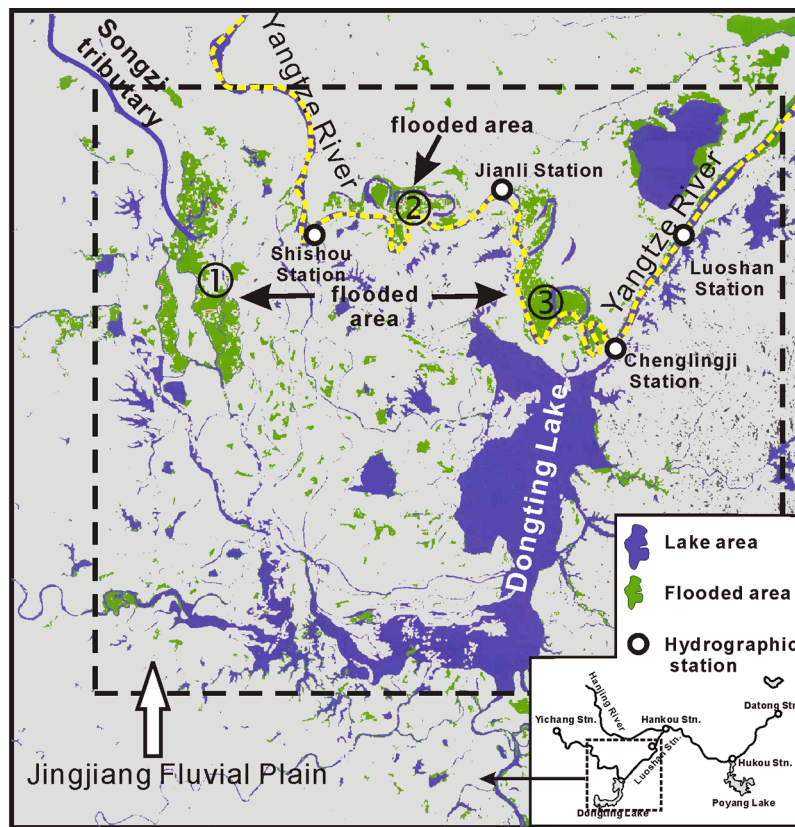 Songzi
tributary
Yangtze River
flooded area
Jianli Station
②
Shishou
Station
①
flooded
area
③
Yangtze River
Luoshan
Station
Chenglingji
Station
Dongting Lake
Lake area
Flooded area
Hydrographic
station
Jingjiang Fluvial Plain
Hanjing River
Yichang Stn.
Hankou Stn.
Datong Stn.
Luoshan Stn.
Hukou Stn.
Poyang Lake
Dongting Lake